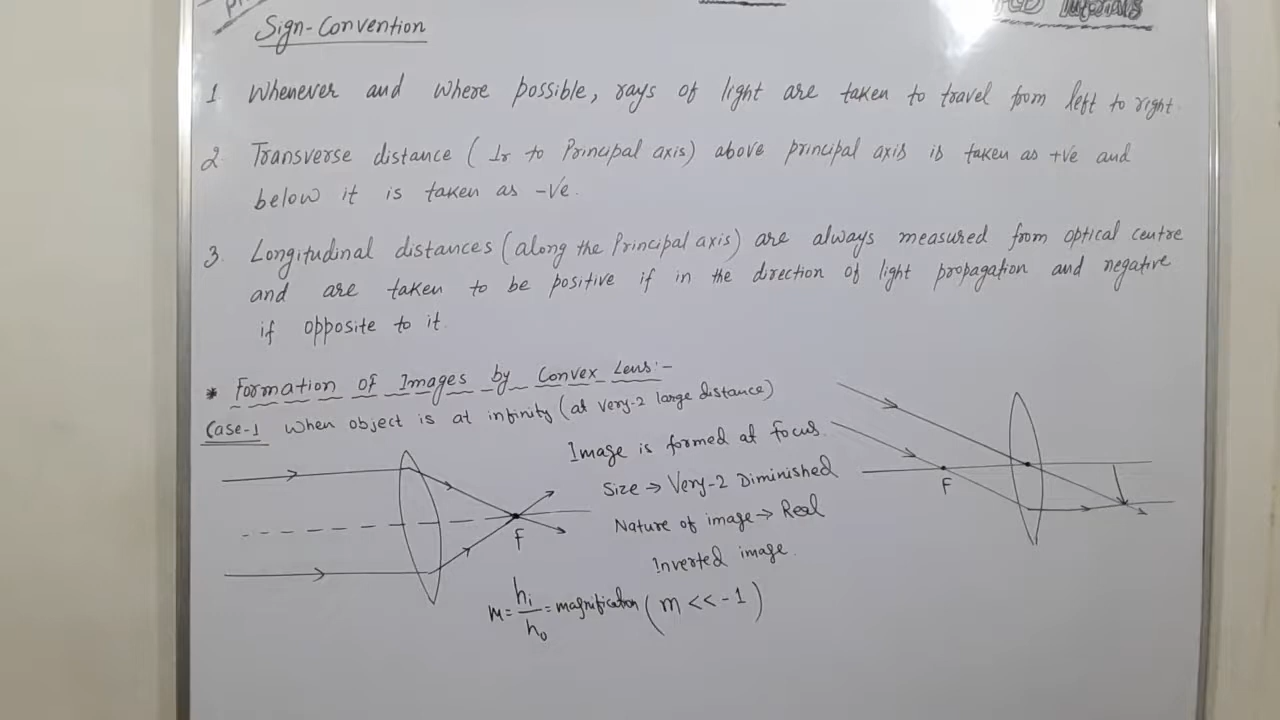 Sign-Convention
1 Whenever and where possible, rays of light are taken to travel from left to right.
2. Transverse distance (⊥r to Principal axis) above principal axis is taken as +ve and
below it is taken as -ve.
3. Longitudinal distances (along the Principal axis) are always measured from optical centre
and are taken to be positive if in the direction of light propagation and negative
if opposite to it.
* Formation of Images by Convex Lens:-
Case-1 When object is at infinity (at very-2 large distance)
Image is formed at focus.
Size → Very-2 Diminished
Nature of image → Real
Inverted image.
m = hi/ho = magnification (m << -1)
F
F